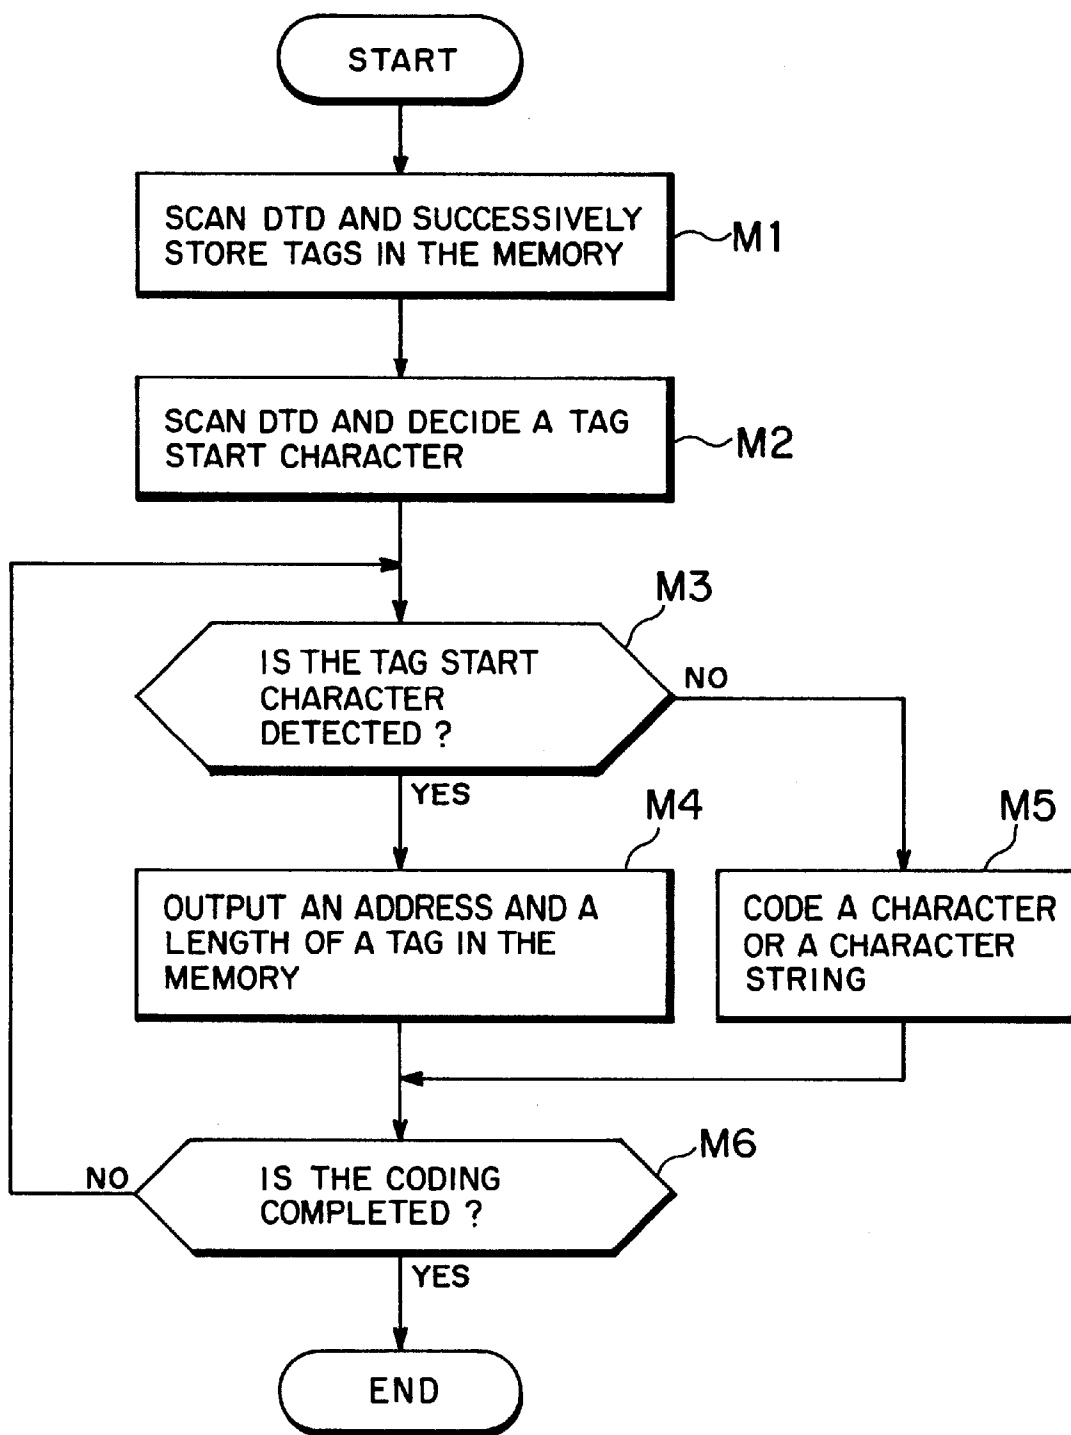 START
SCAN DTD AND SUCCESSIVELY
STORE TAGS IN THE MEMORY
M1
SCAN DTD AND DECIDE A TAG
START CHARACTER
M2
M3
IS THE TAG START
CHARACTER
DETECTED ?
NO
YES
M4
M5
OUTPUT AN ADDRESS AND A
LENGTH OF A TAG IN THE
MEMORY
CODE A CHARACTER
OR A CHARACTER
STRING
M6
NO
IS THE CODING
COMPLETED ?
YES
END